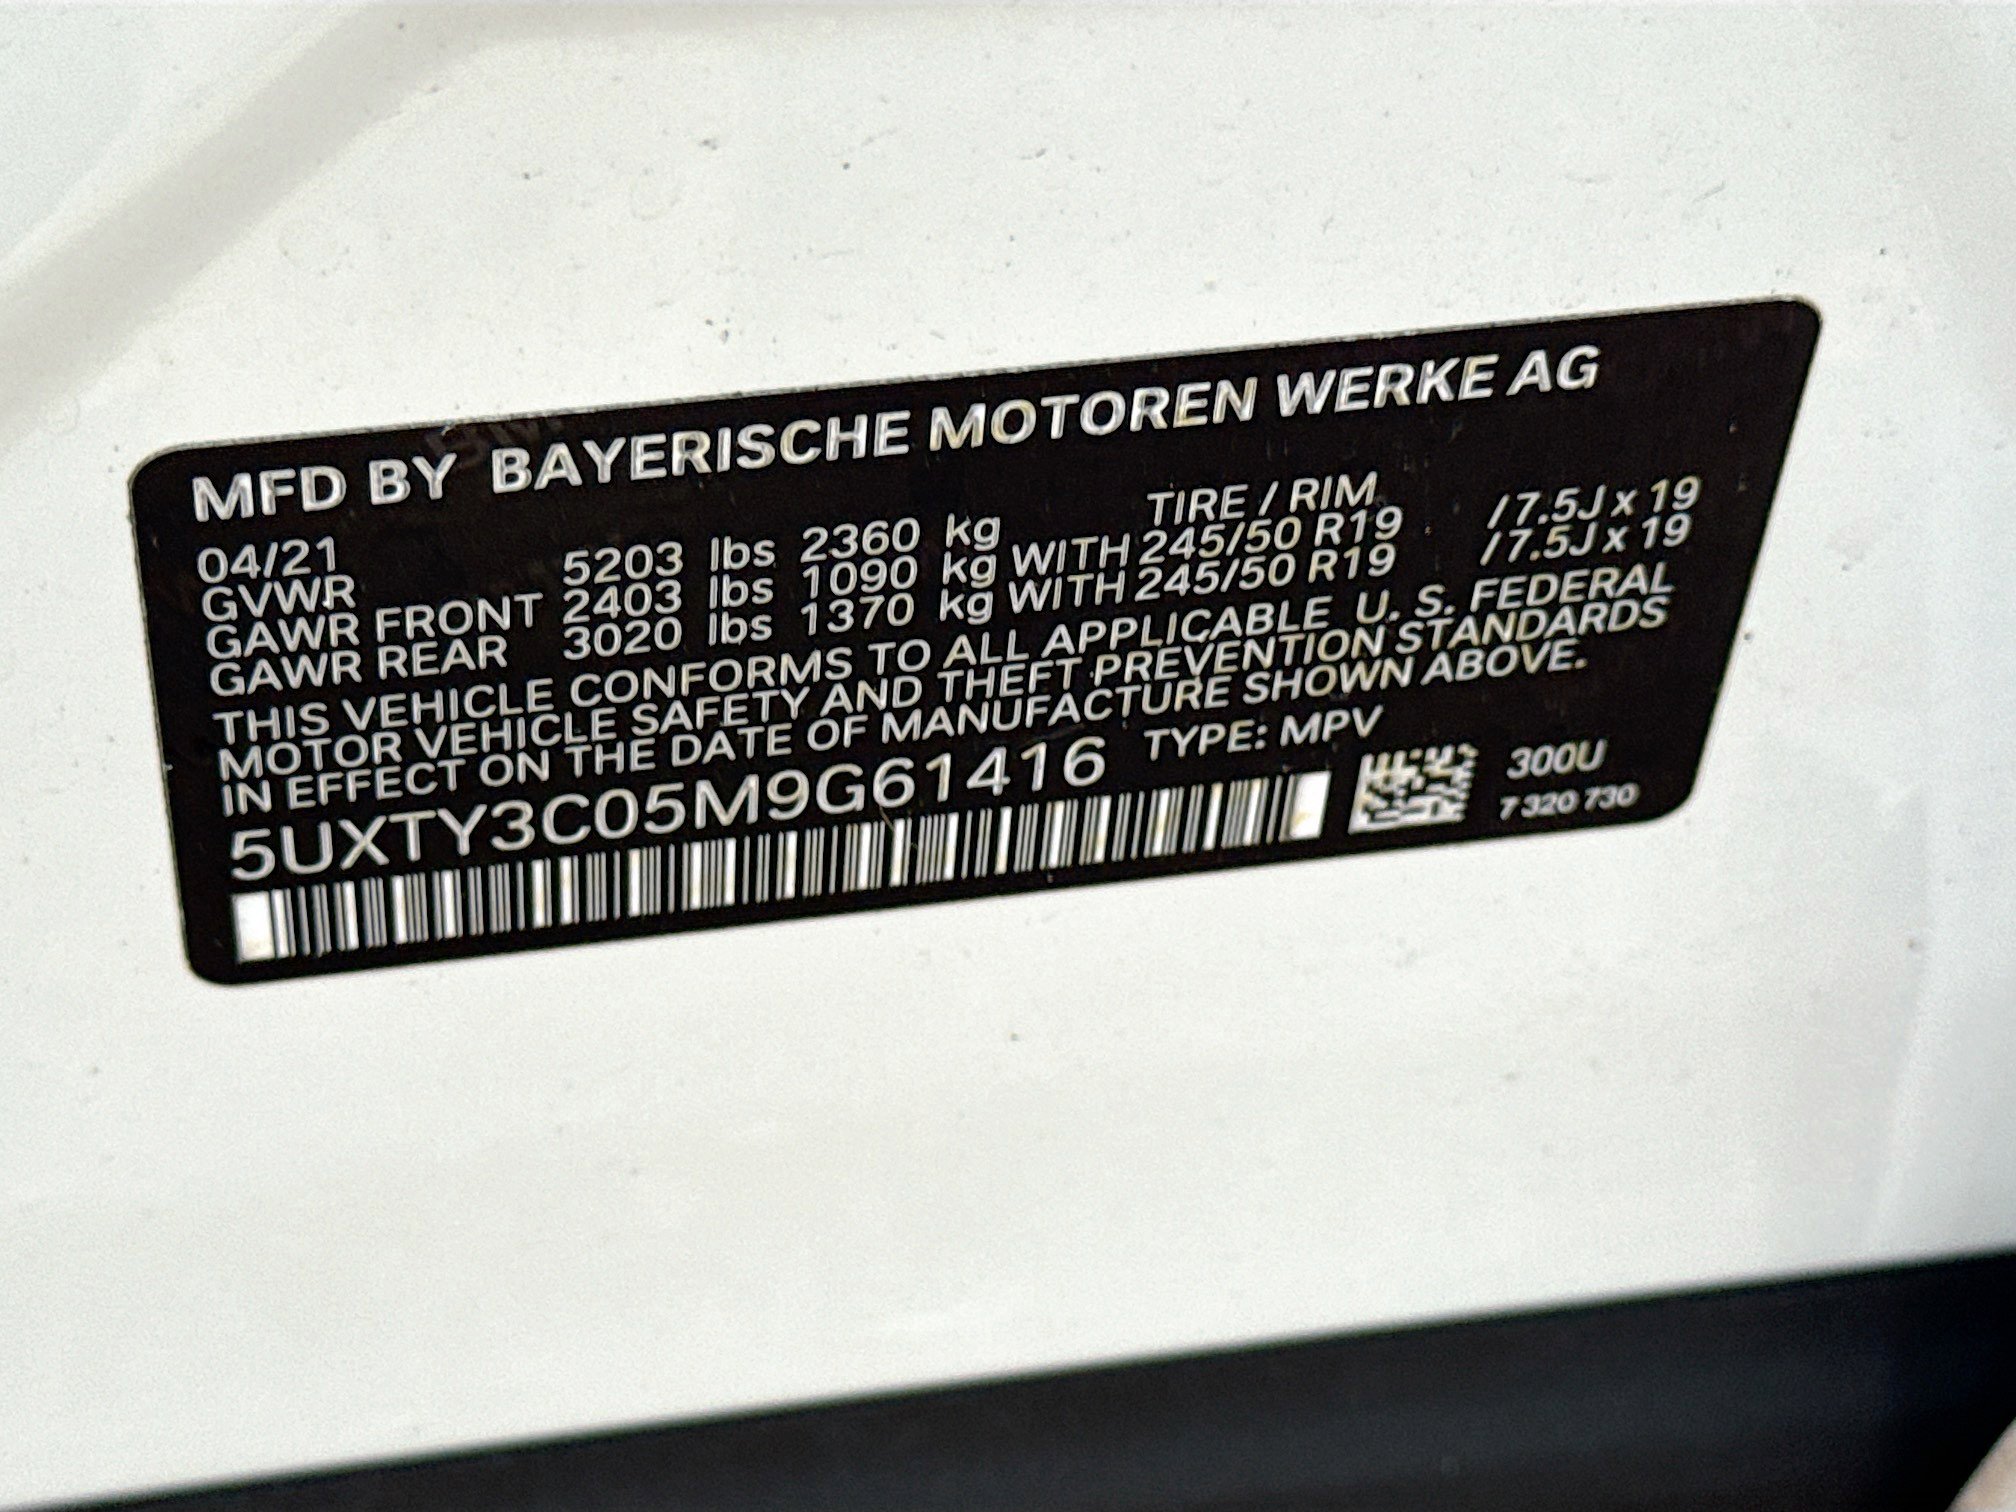 MFD BY BAYERISCHE MOTOREN WERKE AG
04/21 TIRE / RIM
GVWR 5203 lbs 2360 kg
GAWR FRONT 2403 lbs 1090 kg WITH 245/50 R19 / 7.5J x 19
GAWR REAR 3020 lbs 1370 kg WITH 245/50 R19 / 7.5J x 19
THIS VEHICLE CONFORMS TO ALL APPLICABLE U. S. FEDERAL
MOTOR VEHICLE SAFETY AND THEFT PREVENTION STANDARDS
IN EFFECT ON THE DATE OF MANUFACTURE SHOWN ABOVE.
5UXTY3C05M9G61416 TYPE: MPV
300U
7 320 730